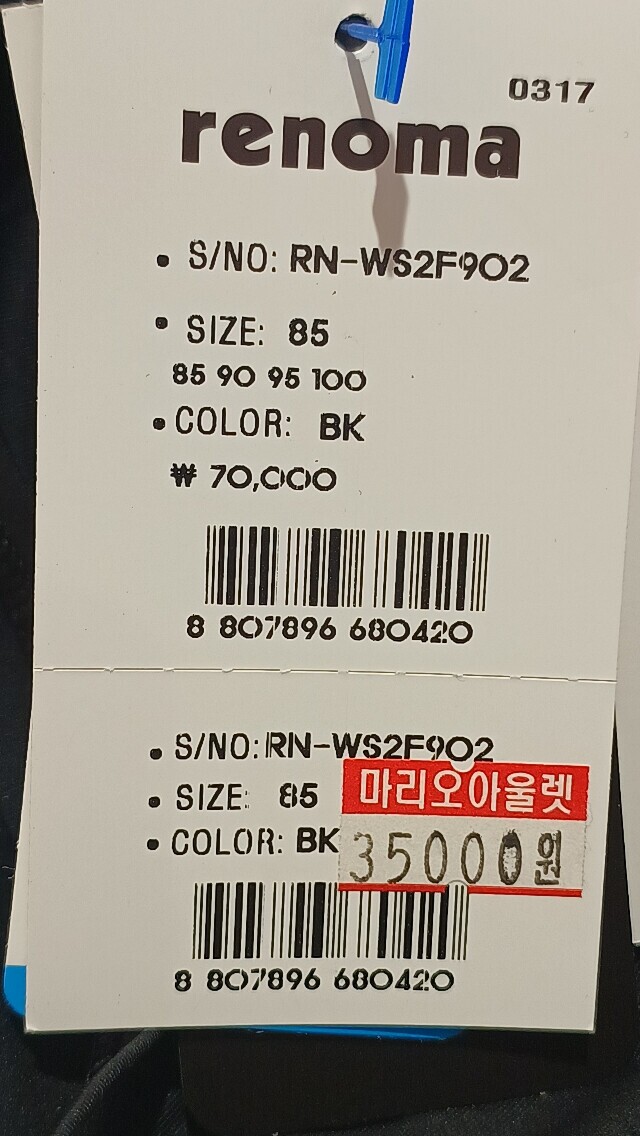 0317
renoma
• S/NO: RN-WS2F902
• SIZE: 85
85 90 95 100
• COLOR: BK
₩ 70,000
8 807896 680420
• S/NO: RN-WS2F902
• SIZE: 85
마리오아울렛
• COLOR: BK
35000원
8 807896 680420